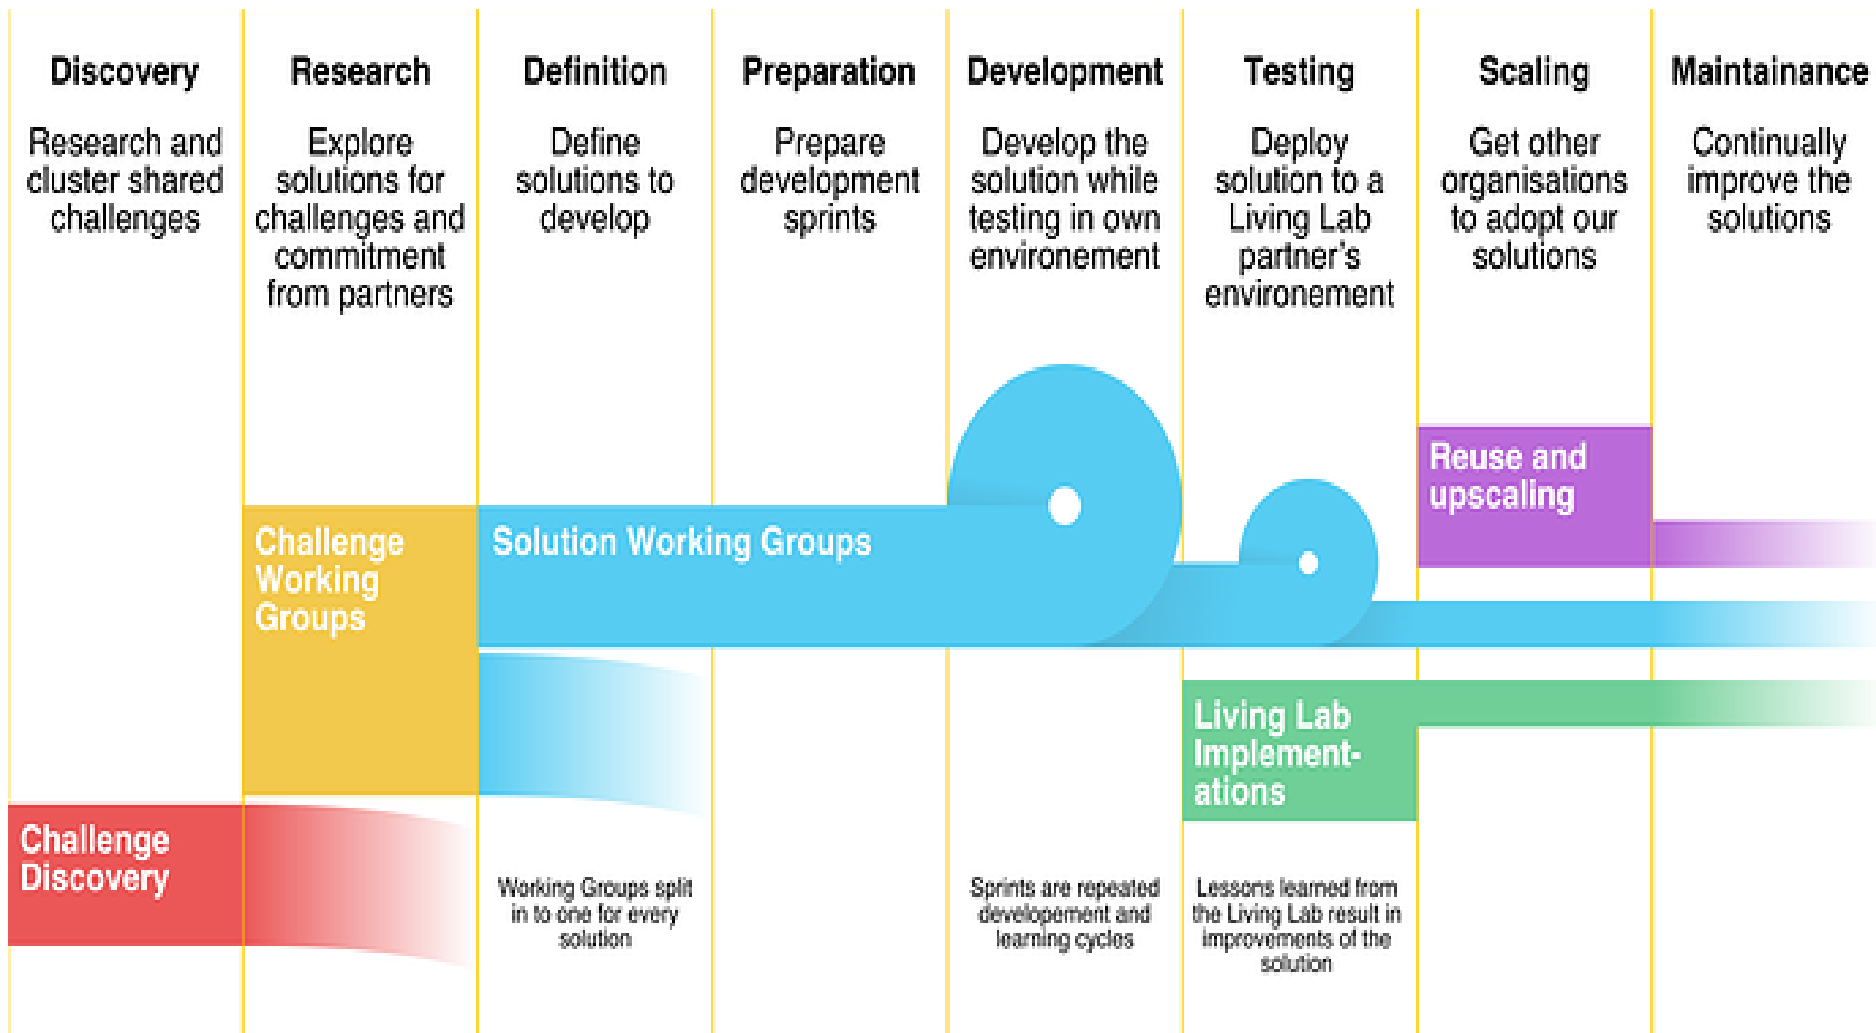 Discovery
Research and
cluster shared
challenges
Research
Explore
solutions for
challenges and
commitment
from partners
Definition
Define
solutions to
develop
Preparation
Prepare
development
sprints
Development
Develop the
solution while
testing in own
environement
Testing
Deploy
solution to a
Living Lab
partner's
environement
Scaling
Get other
organisations
to adopt our
solutions
Maintainance
Continually
improve the
solutions
Challenge
Discovery
Challenge
Working
Groups
Solution Working Groups
Living Lab
Implement-
ations
Reuse and
upscaling
Working Groups split
in to one for every
solution
Sprints are repeated
developement and
learning cycles
Lessons learned from
the Living Lab result in
improvements of the
solution